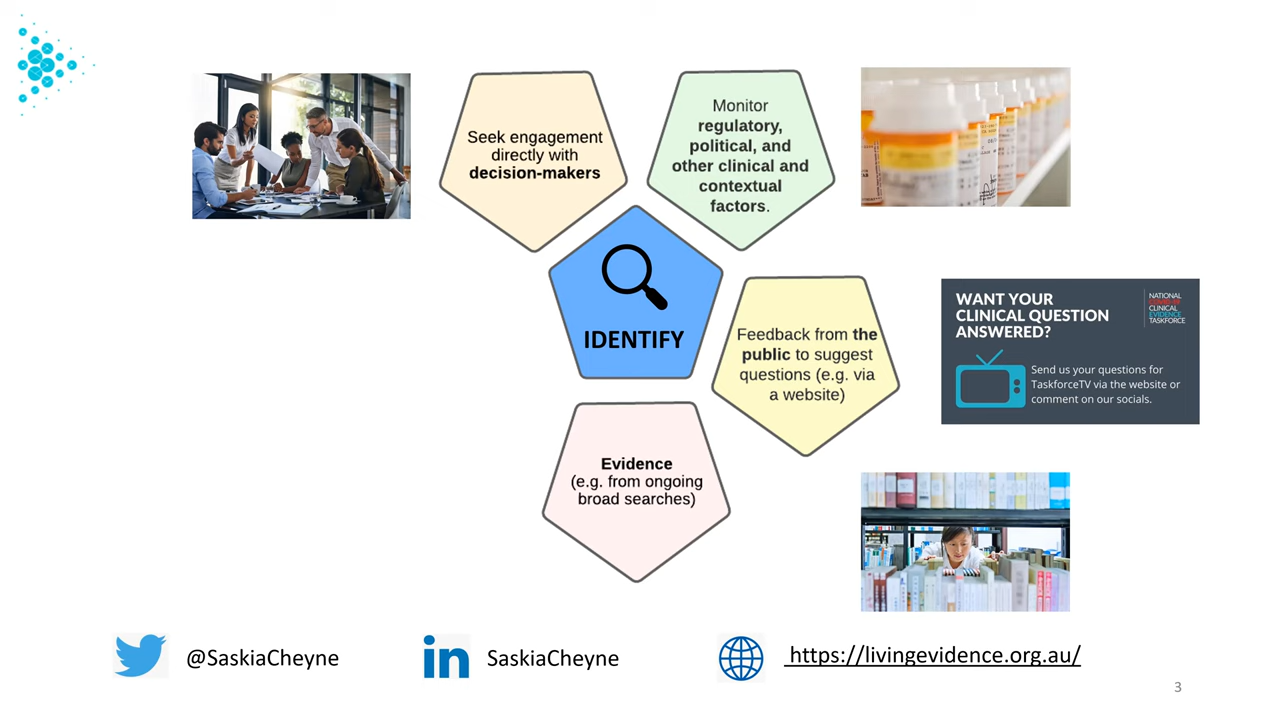 Seek engagement
directly with
decision-makers
Monitor
regulatory,
political, and
other clinical and
contextual
factors.
IDENTIFY
Feedback from the
public to suggest
questions (e.g. via
a website)
Evidence
(e.g. from ongoing
broad searches)
WANT YOUR
CLINICAL QUESTION
ANSWERED?
NATIONAL
COVID-19
CLINICAL
EVIDENCE
TASKFORCE
Send us your questions for
TaskforceTV via the website or
comment on our socials.
@SaskiaCheyne
in
SaskiaCheyne
https://livingevidence.org.au/
3